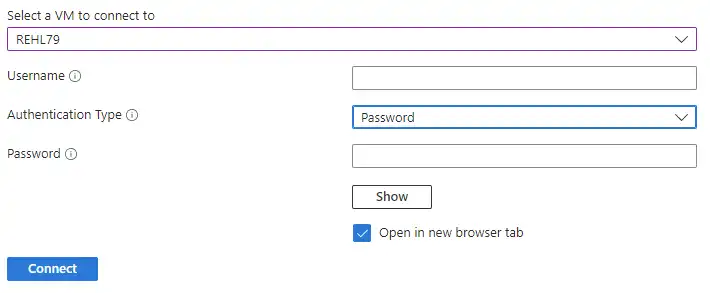 Select a VM to connect to
REHL79
Username
Authentication Type
Password
Password
Show
Open in new browser tab
Connect